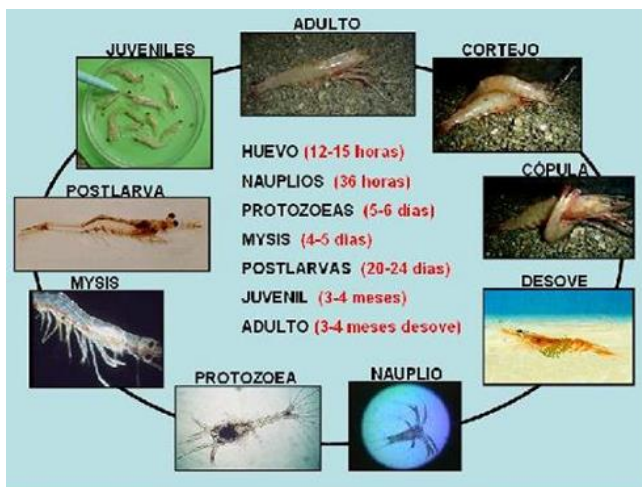 ADULTO
JUVENILES
CORTEJO
HUEVO (12-15 horas)
NAUPLIOS (36 horas)
PROTOZOEAS (5-6 días)
MYSIS (4-5 días)
POSTLARVAS (20-24 dias)
JUVENIL (3-4 meses)
ADULTO (3-4 meses desove)
CÓPULA
POSTLARVA
DESOVE
MYSIS
PROTOZOEA
NAUPLIO